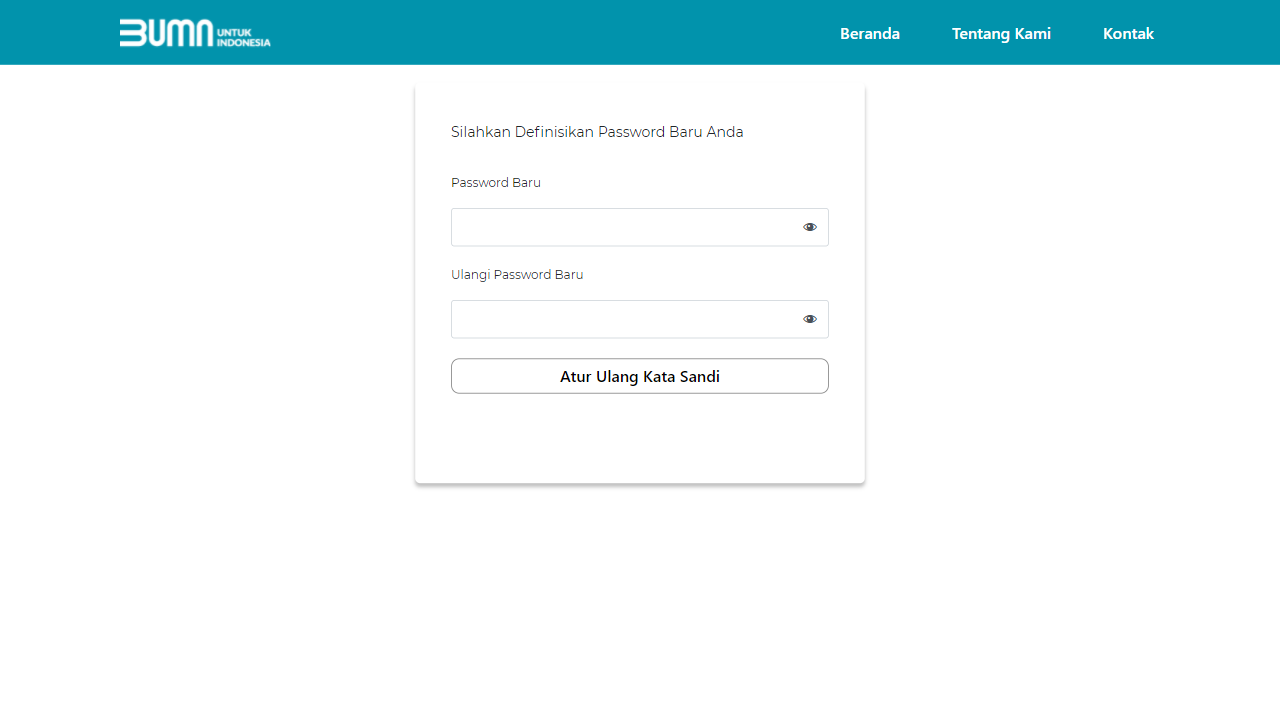 BUMN UNTUK
INDONESIA
Beranda
Tentang Kami
Kontak
Silahkan Definisikan Password Baru Anda
Password Baru
Ulangi Password Baru
Atur Ulang Kata Sandi